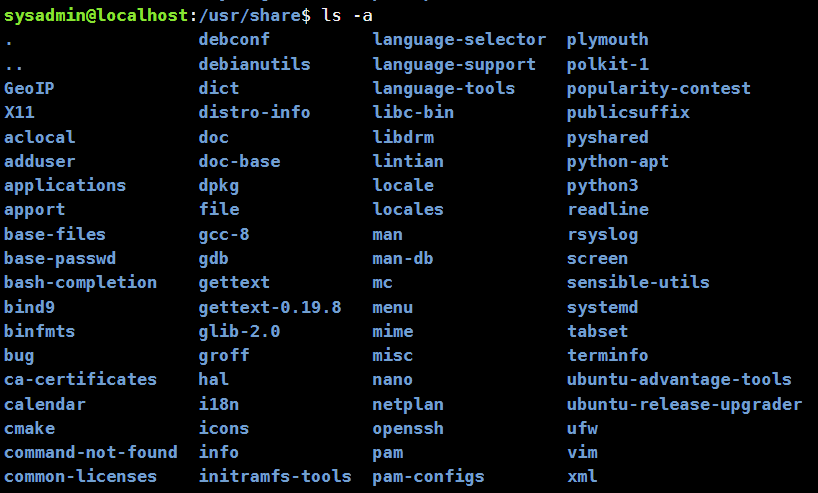 sysadmin@localhost:/usr/share$ ls -a
. debconf language-selector plymouth
.. debianutils language-support polkit-1
GeoIP dict language-tools popularity-contest
X11 distro-info libc-bin publicsuffix
aclocal doc libdrm pyshared
adduser doc-base lintian python-apt
applications dpkg locale python3
apport file locales readline
base-files gcc-8 man rsyslog
base-passwd gdb man-db screen
bash-completion gettext mc sensible-utils
bind9 gettext-0.19.8 menu systemd
binfmts glib-2.0 mime tabset
bug groff misc terminfo
ca-certificates hal nano ubuntu-advantage-tools
calendar i18n netplan ubuntu-release-upgrader
cmake icons openssh ufw
command-not-found info pam vim
common-licenses initramfs-tools pam-configs xml